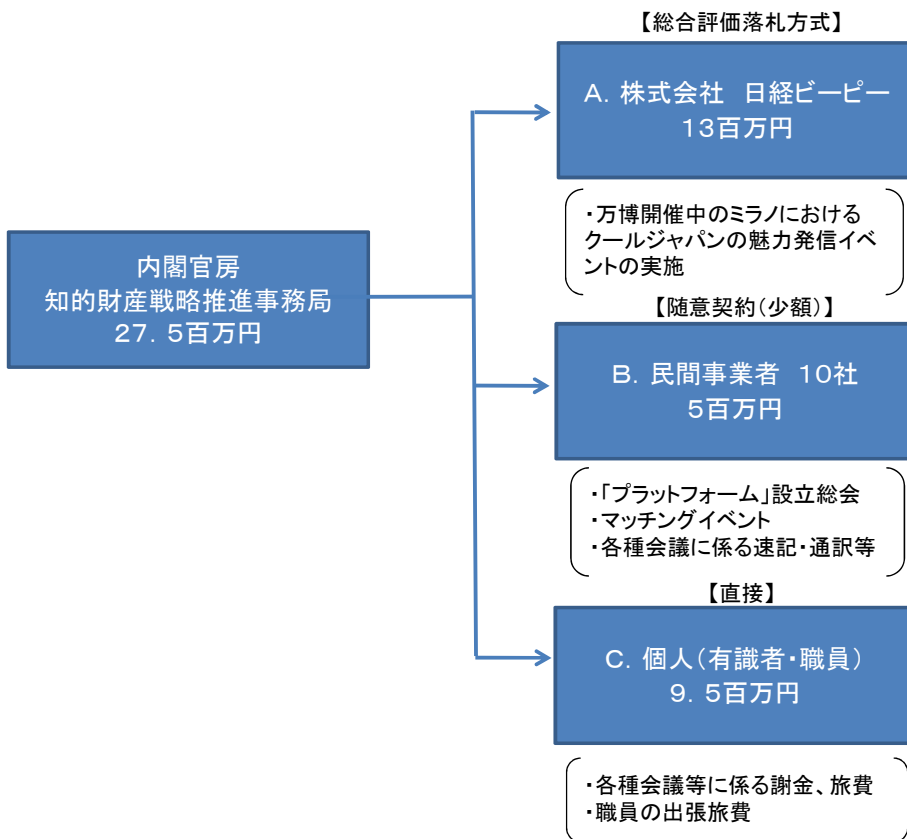 内閣官房
知的財産戦略推進事務局
27．5百万円
【総合評価落札方式】
A．株式会社　日経ビーピー
13百万円
・万博開催中のミラノにおける
クールジャパンの魅力発信イベ
ントの実施
【随意契約（少額）】
B．民間事業者　10社
5百万円
・「プラットフォーム」設立総会
・マッチングイベント
・各種会議に係る速記・通訳等
【直接】
C．個人（有識者・職員）
9．5百万円
・各種会議等に係る謝金、旅費
・職員の出張旅費